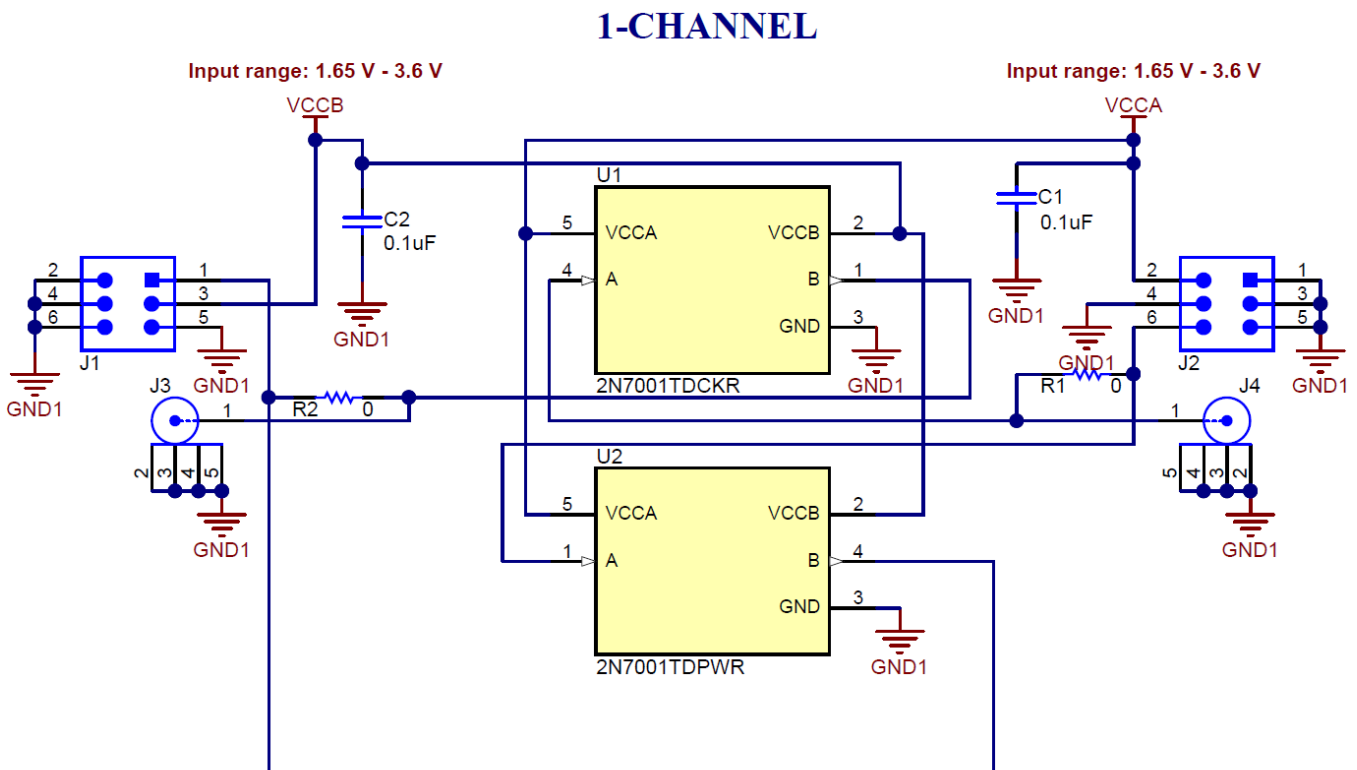 1-CHANNEL
Input range: 1.65 V - 3.6 V
Input range: 1.65 V - 3.6 V
VCCB
VCCA
U1
C2
0.1uF
C1
0.1uF
5
VCCA
VCCB
2
4
A
B
1
GND
3
2N7001TDCKR
GND1
GND1
GND1
2
4
6
1
3
5
J1
GND1
GND1
2
4
6
1
3
5
J2
GND1
GND1
J3
1
R2
0
R1
0
J4
1
2
3
4
5
GND1
5
4
3
2
GND1
U2
5
VCCA
VCCB
2
1
A
B
4
GND
3
2N7001TDPWR
GND1